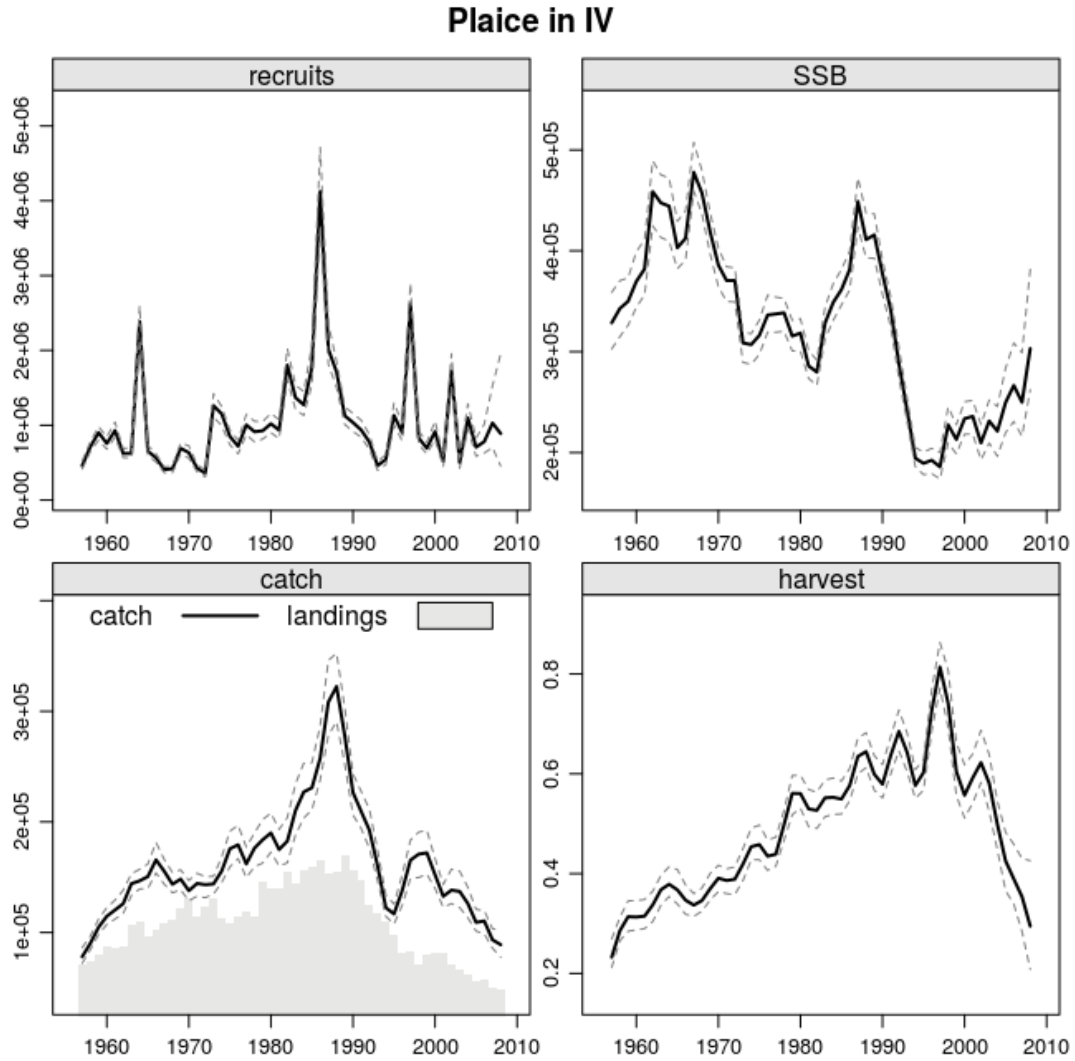 Plaice in IV
recruits
5e+06
4e+06
3e+06
2e+06
1e+06
0e+00
1960 1970 1980 1990 2000 2010
SSB
5e+05
4e+05
3e+05
2e+05
1960 1970 1980 1990 2000 2010
catch
catch landings
3e+05
2e+05
1e+05
1960 1970 1980 1990 2000 2010
harvest
0.8
0.6
0.4
0.2
1960 1970 1980 1990 2000 2010